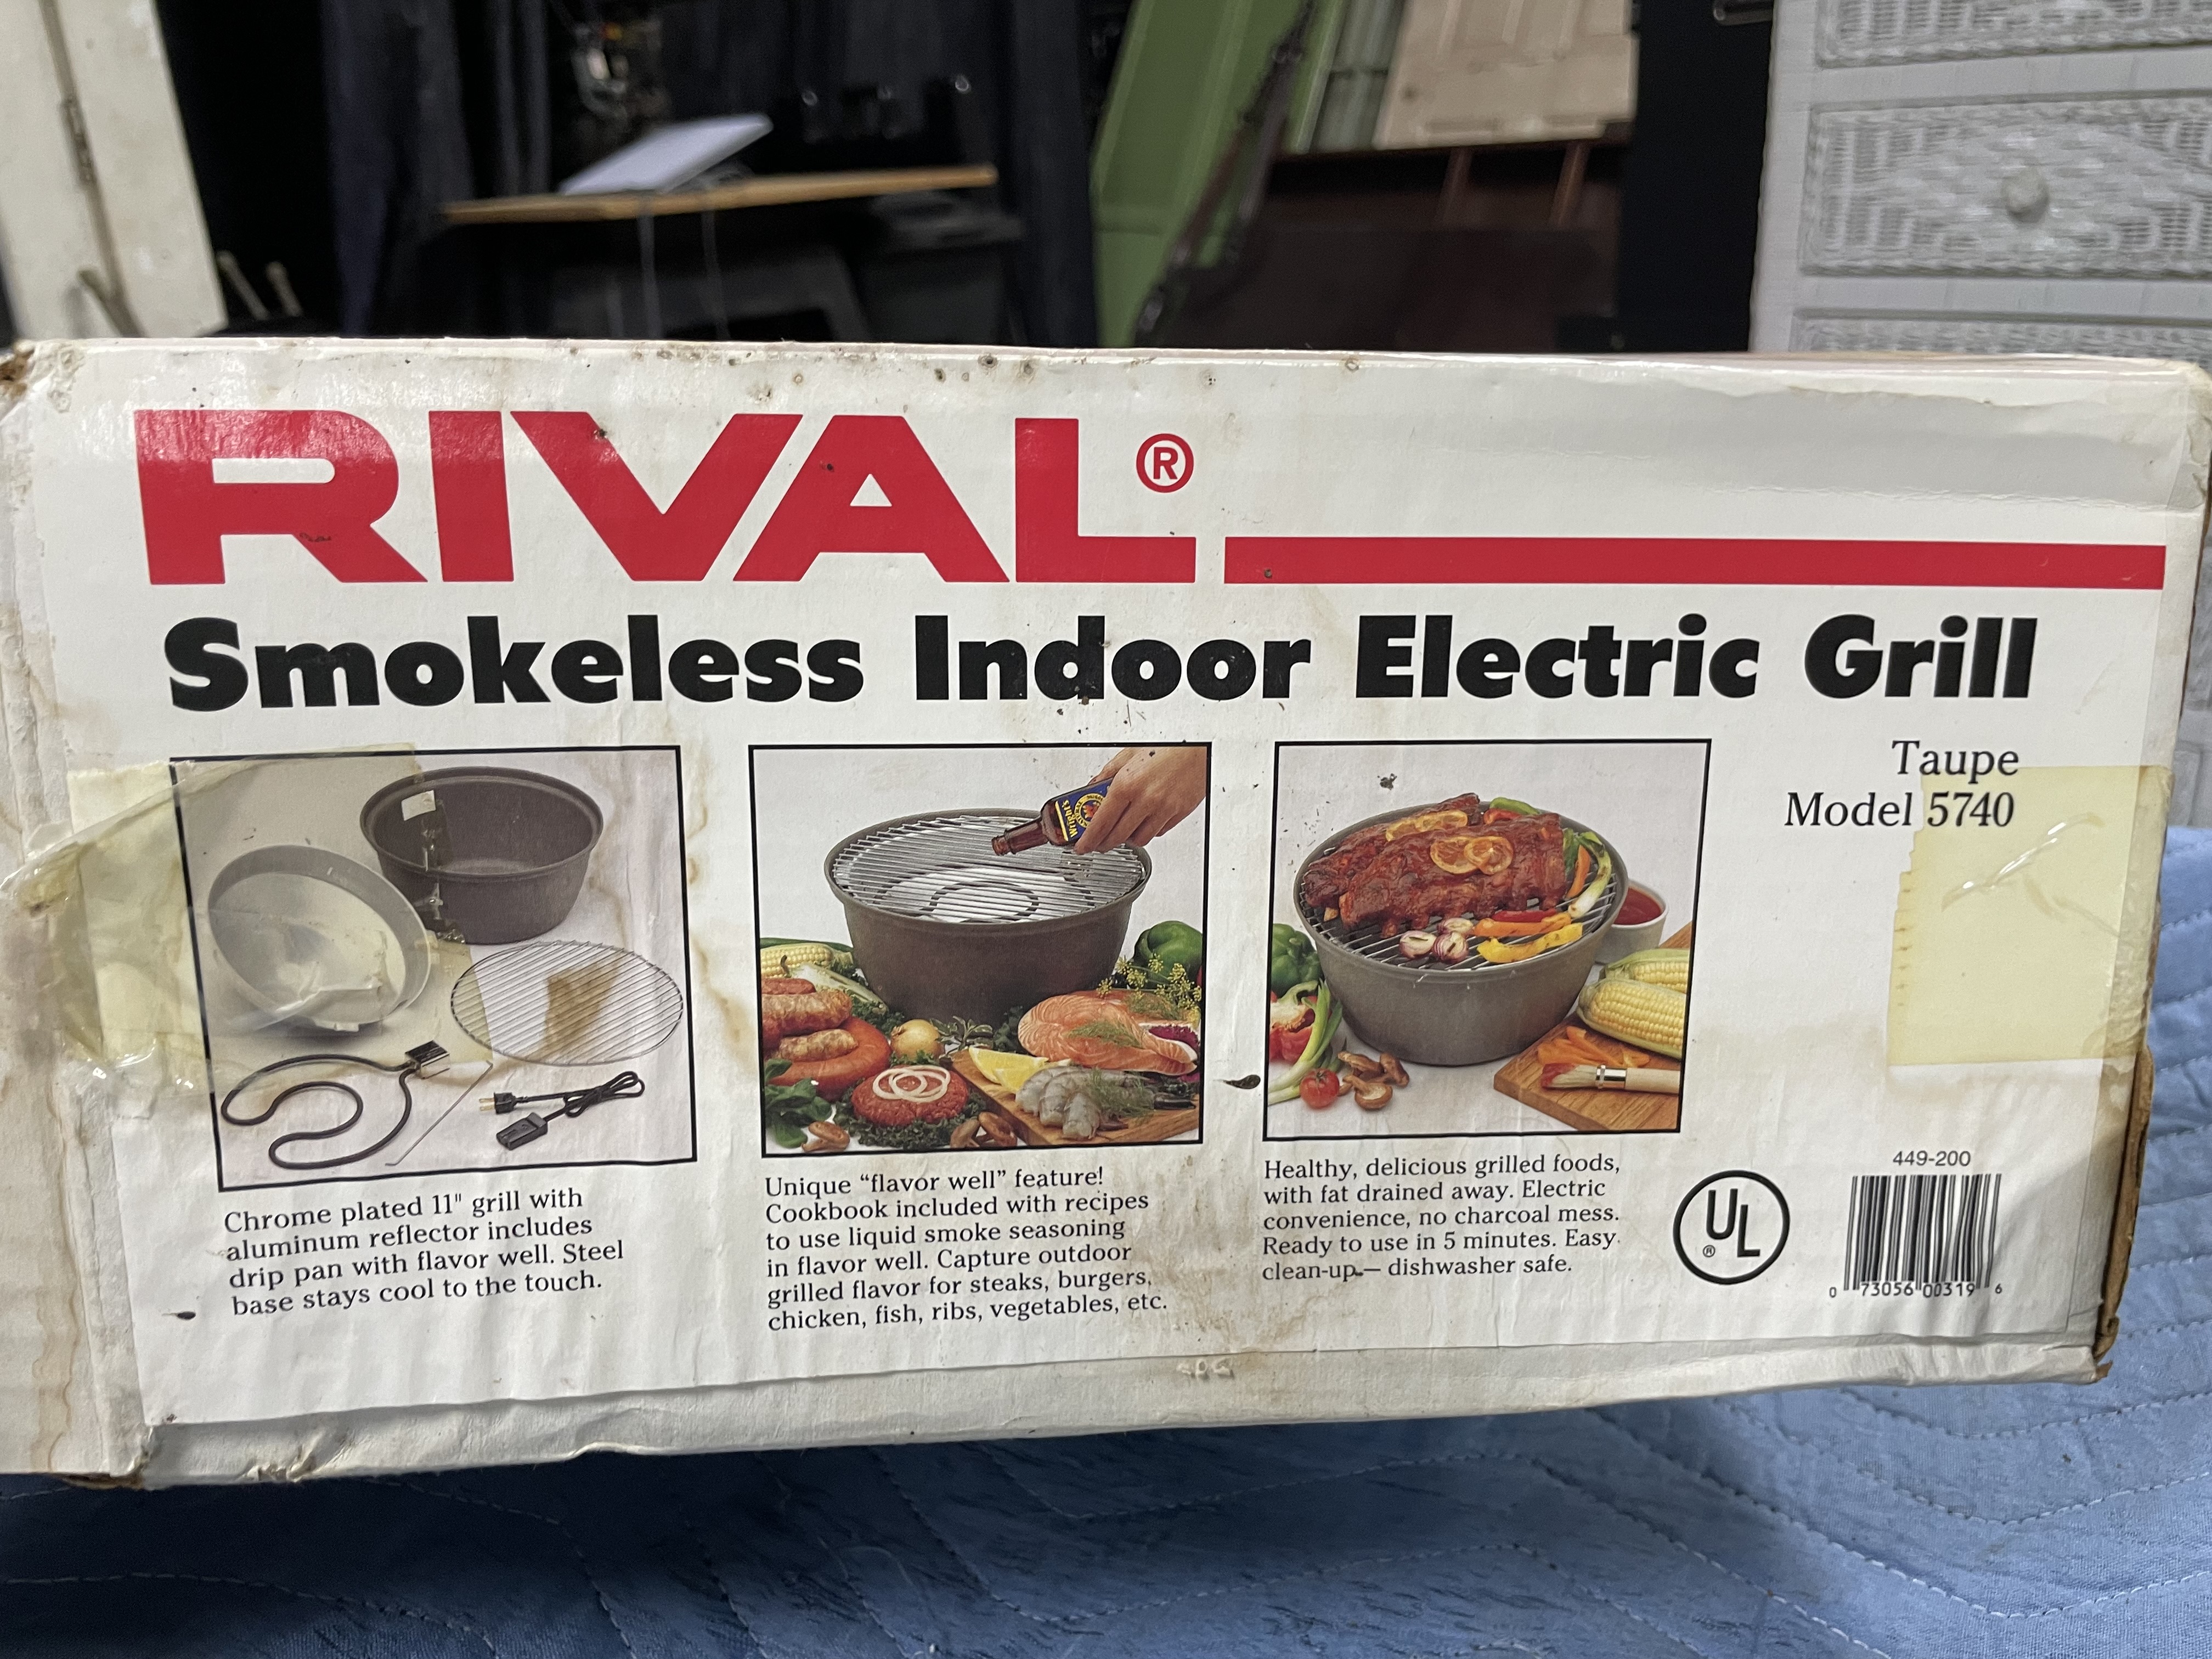 RIVAL®
Smokeless Indoor Electric Grill
Taupe
Model 5740
Wright's
Chrome plated 11" grill with
aluminum reflector includes
drip pan with flavor well. Steel
base stays cool to the touch.
Unique “flavor well” feature!
Cookbook included with recipes
to use liquid smoke seasoning
in flavor well. Capture outdoor
grilled flavor for steaks, burgers,
chicken, fish, ribs, vegetables, etc.
Healthy, delicious grilled foods,
with fat drained away. Electric
convenience, no charcoal mess.
Ready to use in 5 minutes. Easy
clean-up — dishwasher safe.
UL®
449-200
0 73056 00319 6